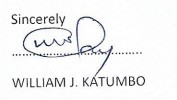 Sincerely
..............................
WILLIAM J. KATUMBO